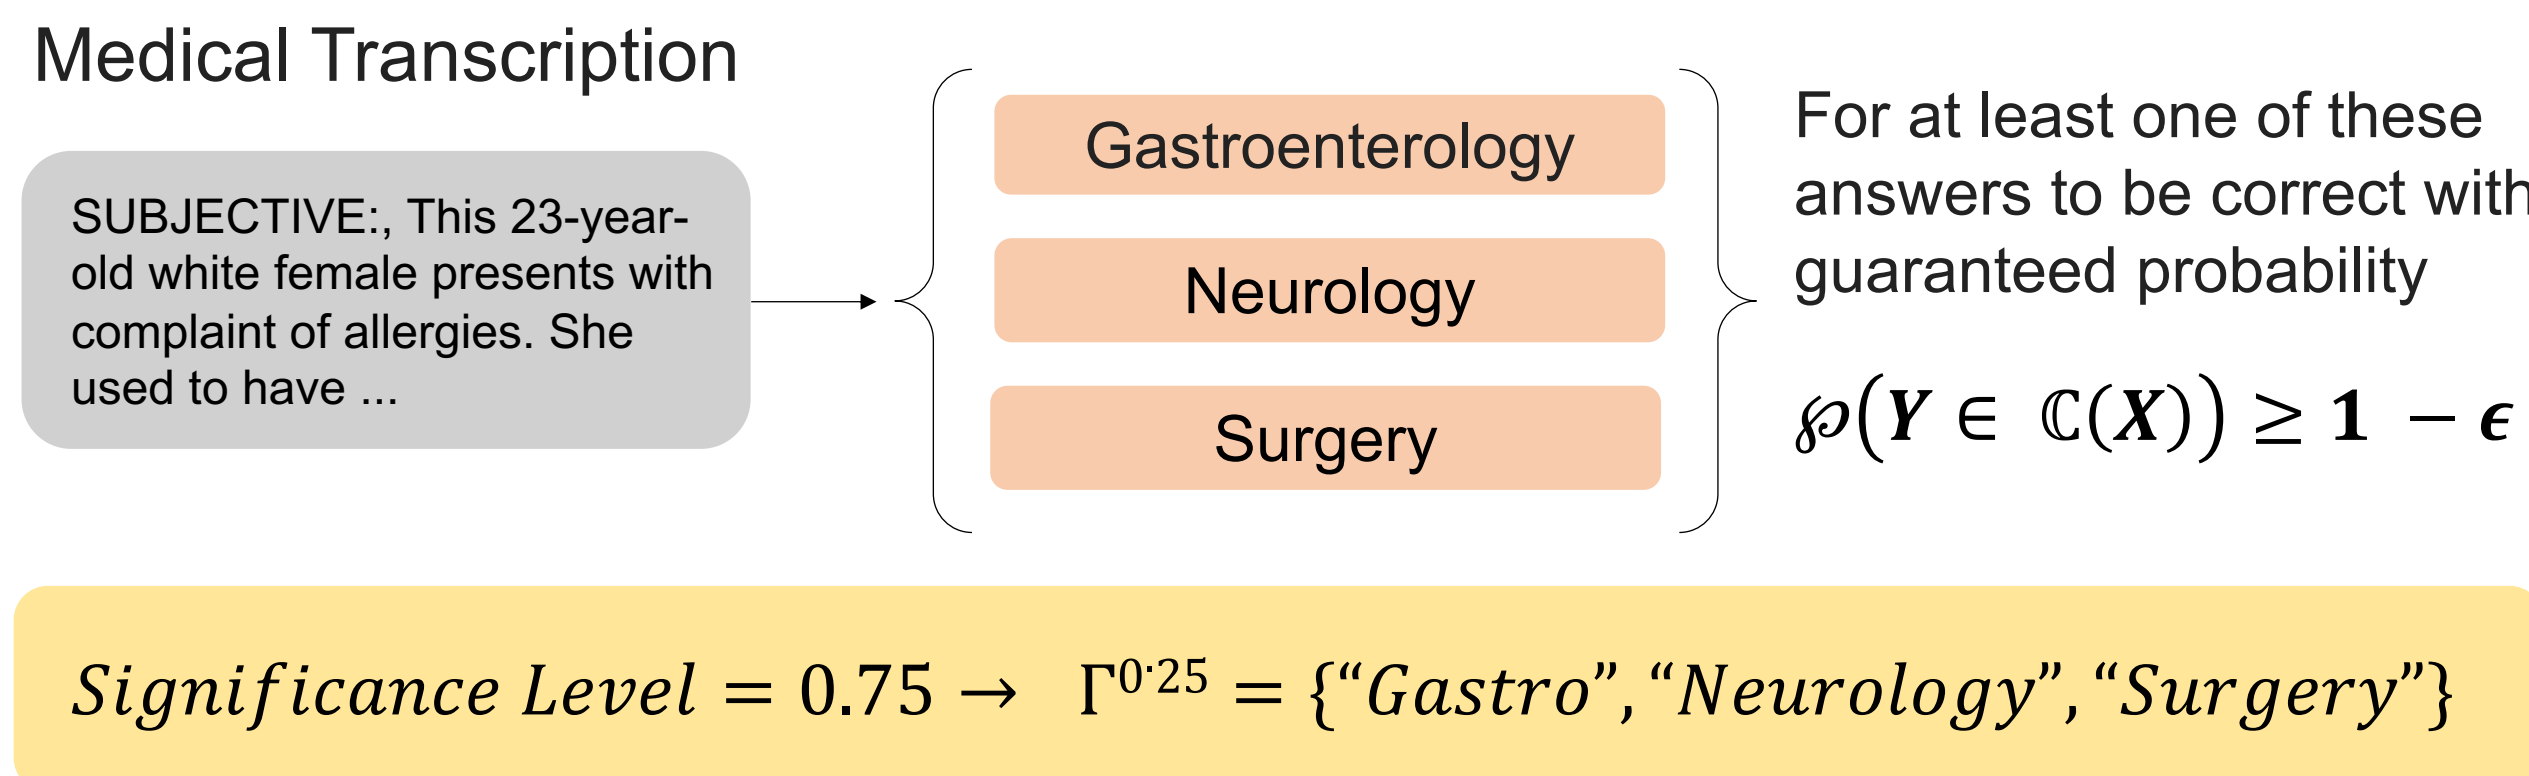 Medical Transcription
SUBJECTIVE:, This 23-year-
old white female presents with
complaint of allergies. She
used to have ...
Gastroenterology
Neurology
Surgery
For at least one of these
answers to be correct with
guaranteed probability
℘(Y ∈ ℂ(X)) ≥ 1 − ϵ
Significance Level = 0.75 → Γ^0.25 = {“Gastro”, “Neurology”, “Surgery”}